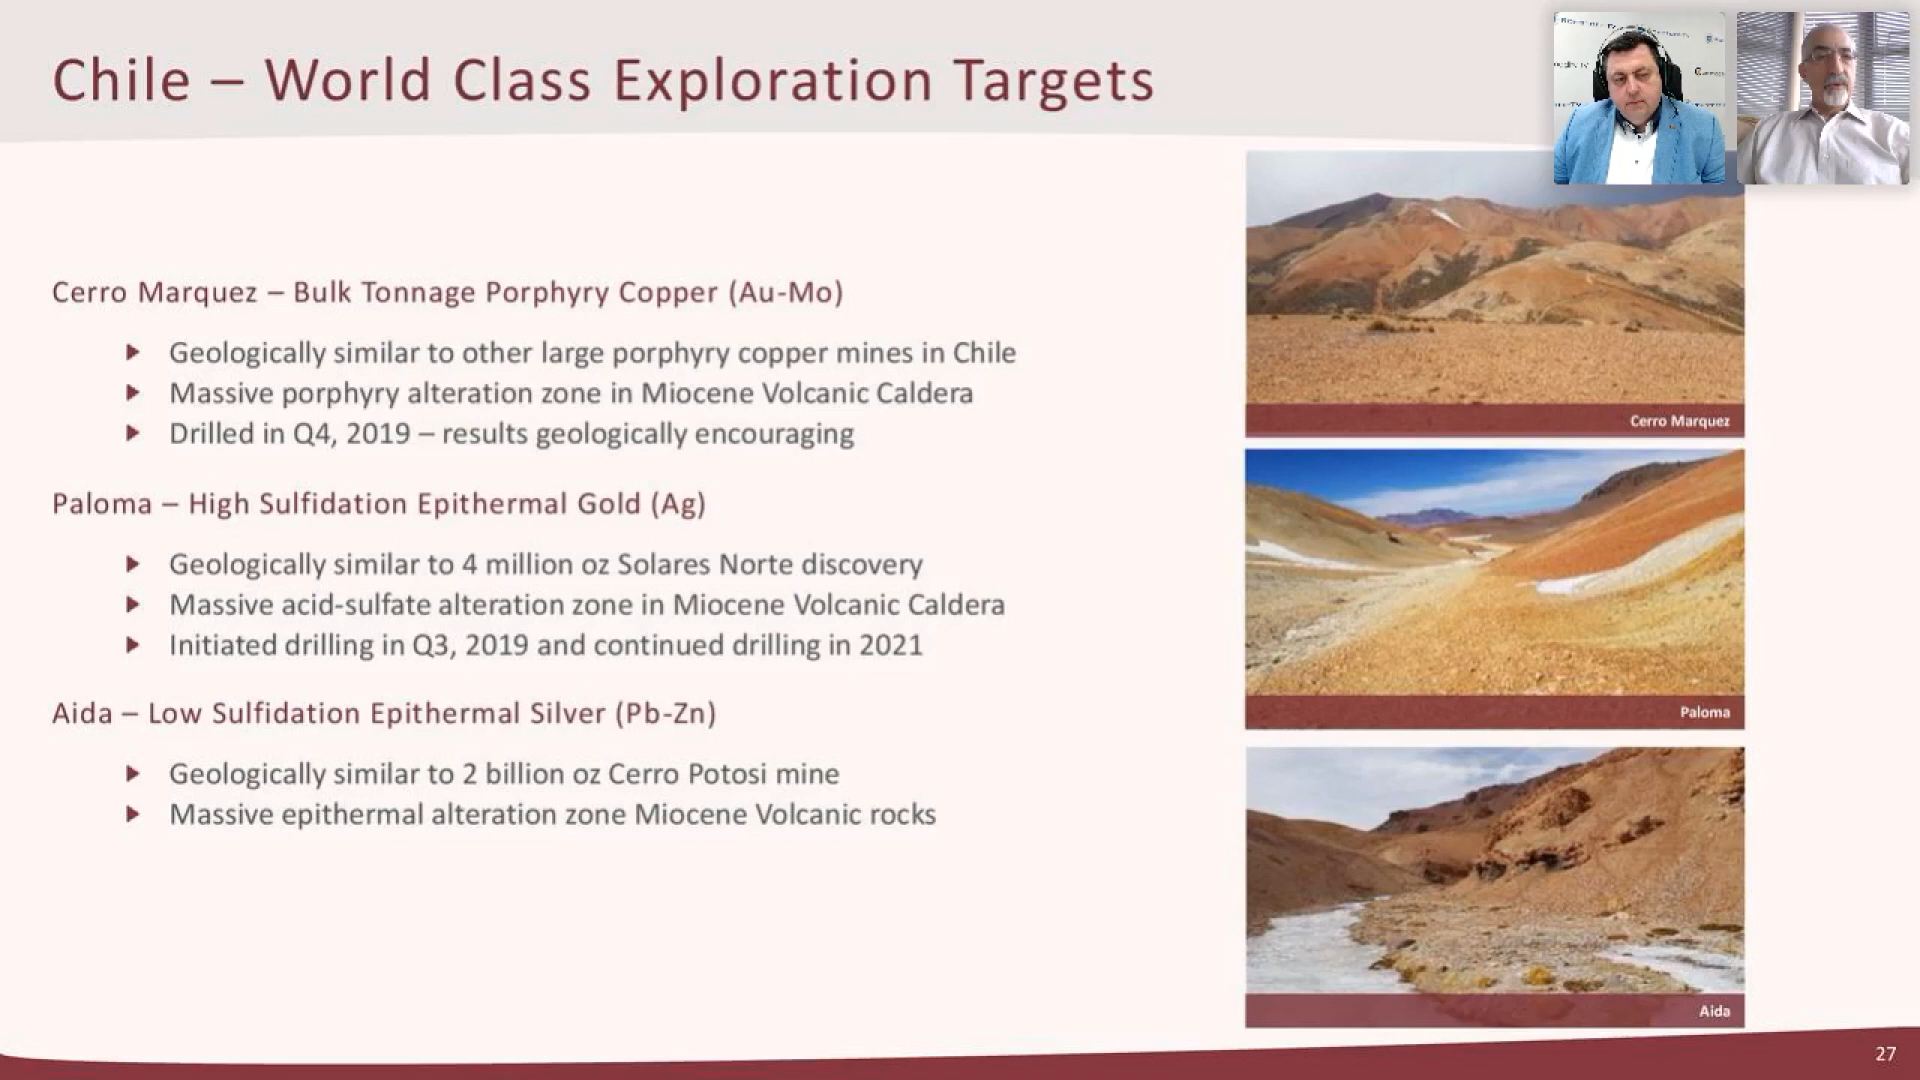 Chile – World Class Exploration Targets
Cerro Marquez – Bulk Tonnage Porphyry Copper (Au-Mo)
Geologically similar to other large porphyry copper mines in Chile
Massive porphyry alteration zone in Miocene Volcanic Caldera
Drilled in Q4, 2019 – results geologically encouraging
Paloma – High Sulfidation Epithermal Gold (Ag)
Geologically similar to 4 million oz Solares Norte discovery
Massive acid-sulfate alteration zone in Miocene Volcanic Caldera
Initiated drilling in Q3, 2019 and continued drilling in 2021
Aida – Low Sulfidation Epithermal Silver (Pb-Zn)
Geologically similar to 2 billion oz Cerro Potosi mine
Massive epithermal alteration zone Miocene Volcanic rocks
Cerro Marquez
Paloma
Aida
27